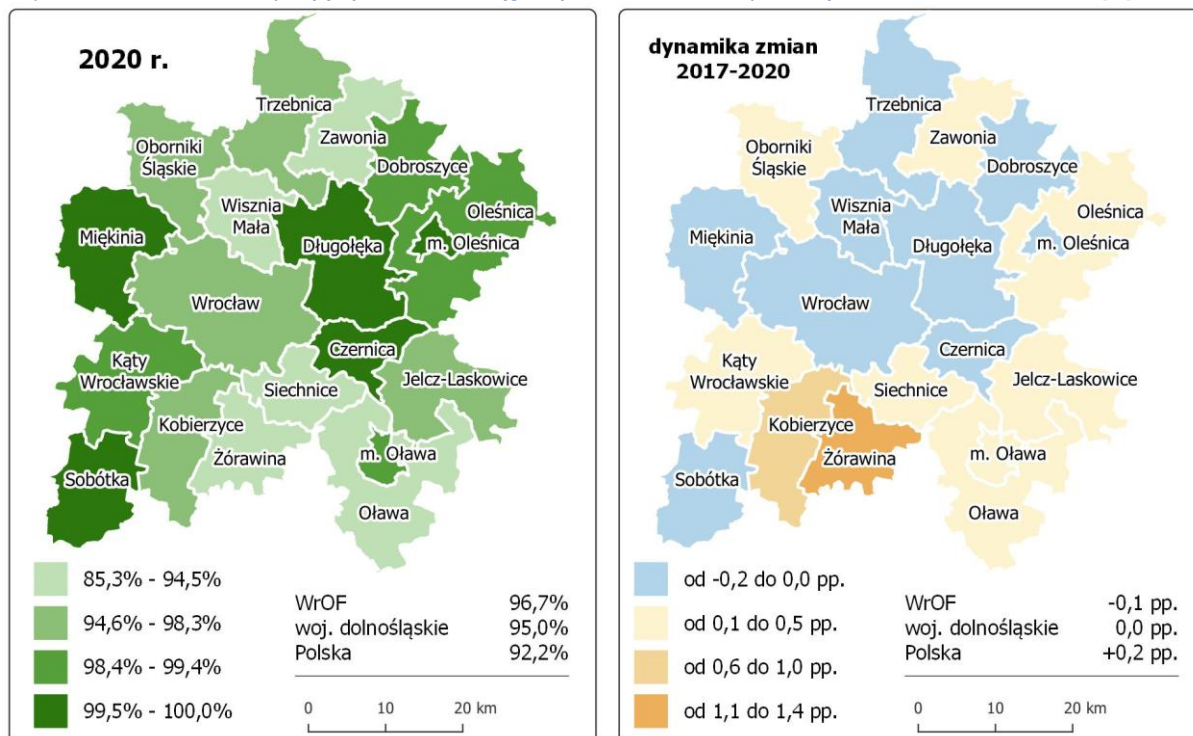 2020 r.
Trzebnica
Zawonia
Oborniki
Śląskie
Dobroszyce
Wisznia
Mała
Oleśnica
m. Oleśnica
Miękinia
Długołęka
Wrocław
Czernica
Kąty
Wrocławskie
Siechnice
Jelcz-Laskowice
Kobierzyce
m. Oława
Żórawina
Sobótka
Oława
85,3% - 94,5%
94,6% - 98,3%
98,4% - 99,4%
99,5% - 100,0%
WrOF 96,7%
woj. dolnośląskie 95,0%
Polska 92,2%
0 10 20 km
dynamika zmian
2017-2020
Trzebnica
Zawonia
Oborniki
Śląskie
Dobroszyce
Wisznia
Mała
Oleśnica
m. Oleśnica
Miękinia
Długołęka
Wrocław
Czernica
Kąty
Wrocławskie
Siechnice
Jelcz-Laskowice
Kobierzyce
m. Oława
Żórawina
Sobótka
Oława
od -0,2 do 0,0 pp.
od 0,1 do 0,5 pp.
od 0,6 do 1,0 pp.
od 1,1 do 1,4 pp.
WrOF -0,1 pp.
woj. dolnośląskie 0,0 pp.
Polska +0,2 pp.
0 10 20 km